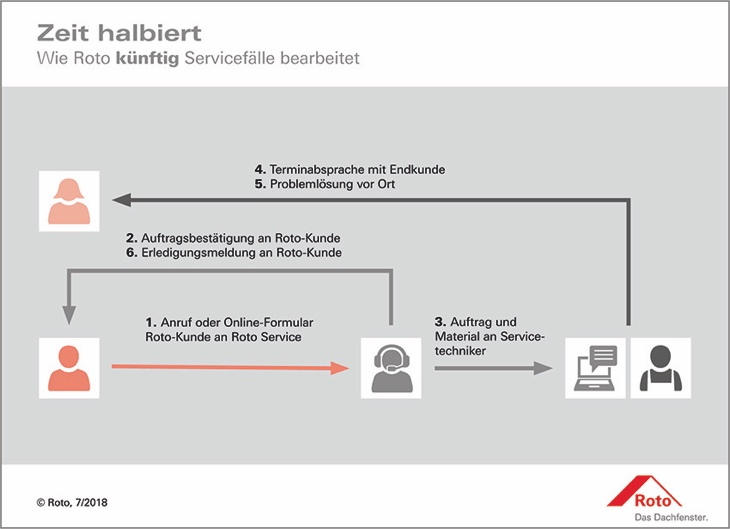 Zeit halbiert
Wie Roto künftig Servicefälle bearbeitet
4. Terminabsprache mit Endkunde
5. Problemlösung vor Ort
2. Auftragsbestätigung an Roto-Kunde
6. Erledigungsmeldung an Roto-Kunde
1. Anruf oder Online-Formular
Roto-Kunde an Roto Service
3. Auftrag und
Material an Service-
techniker
© Roto, 7/2018
Roto
Das Dachfenster.